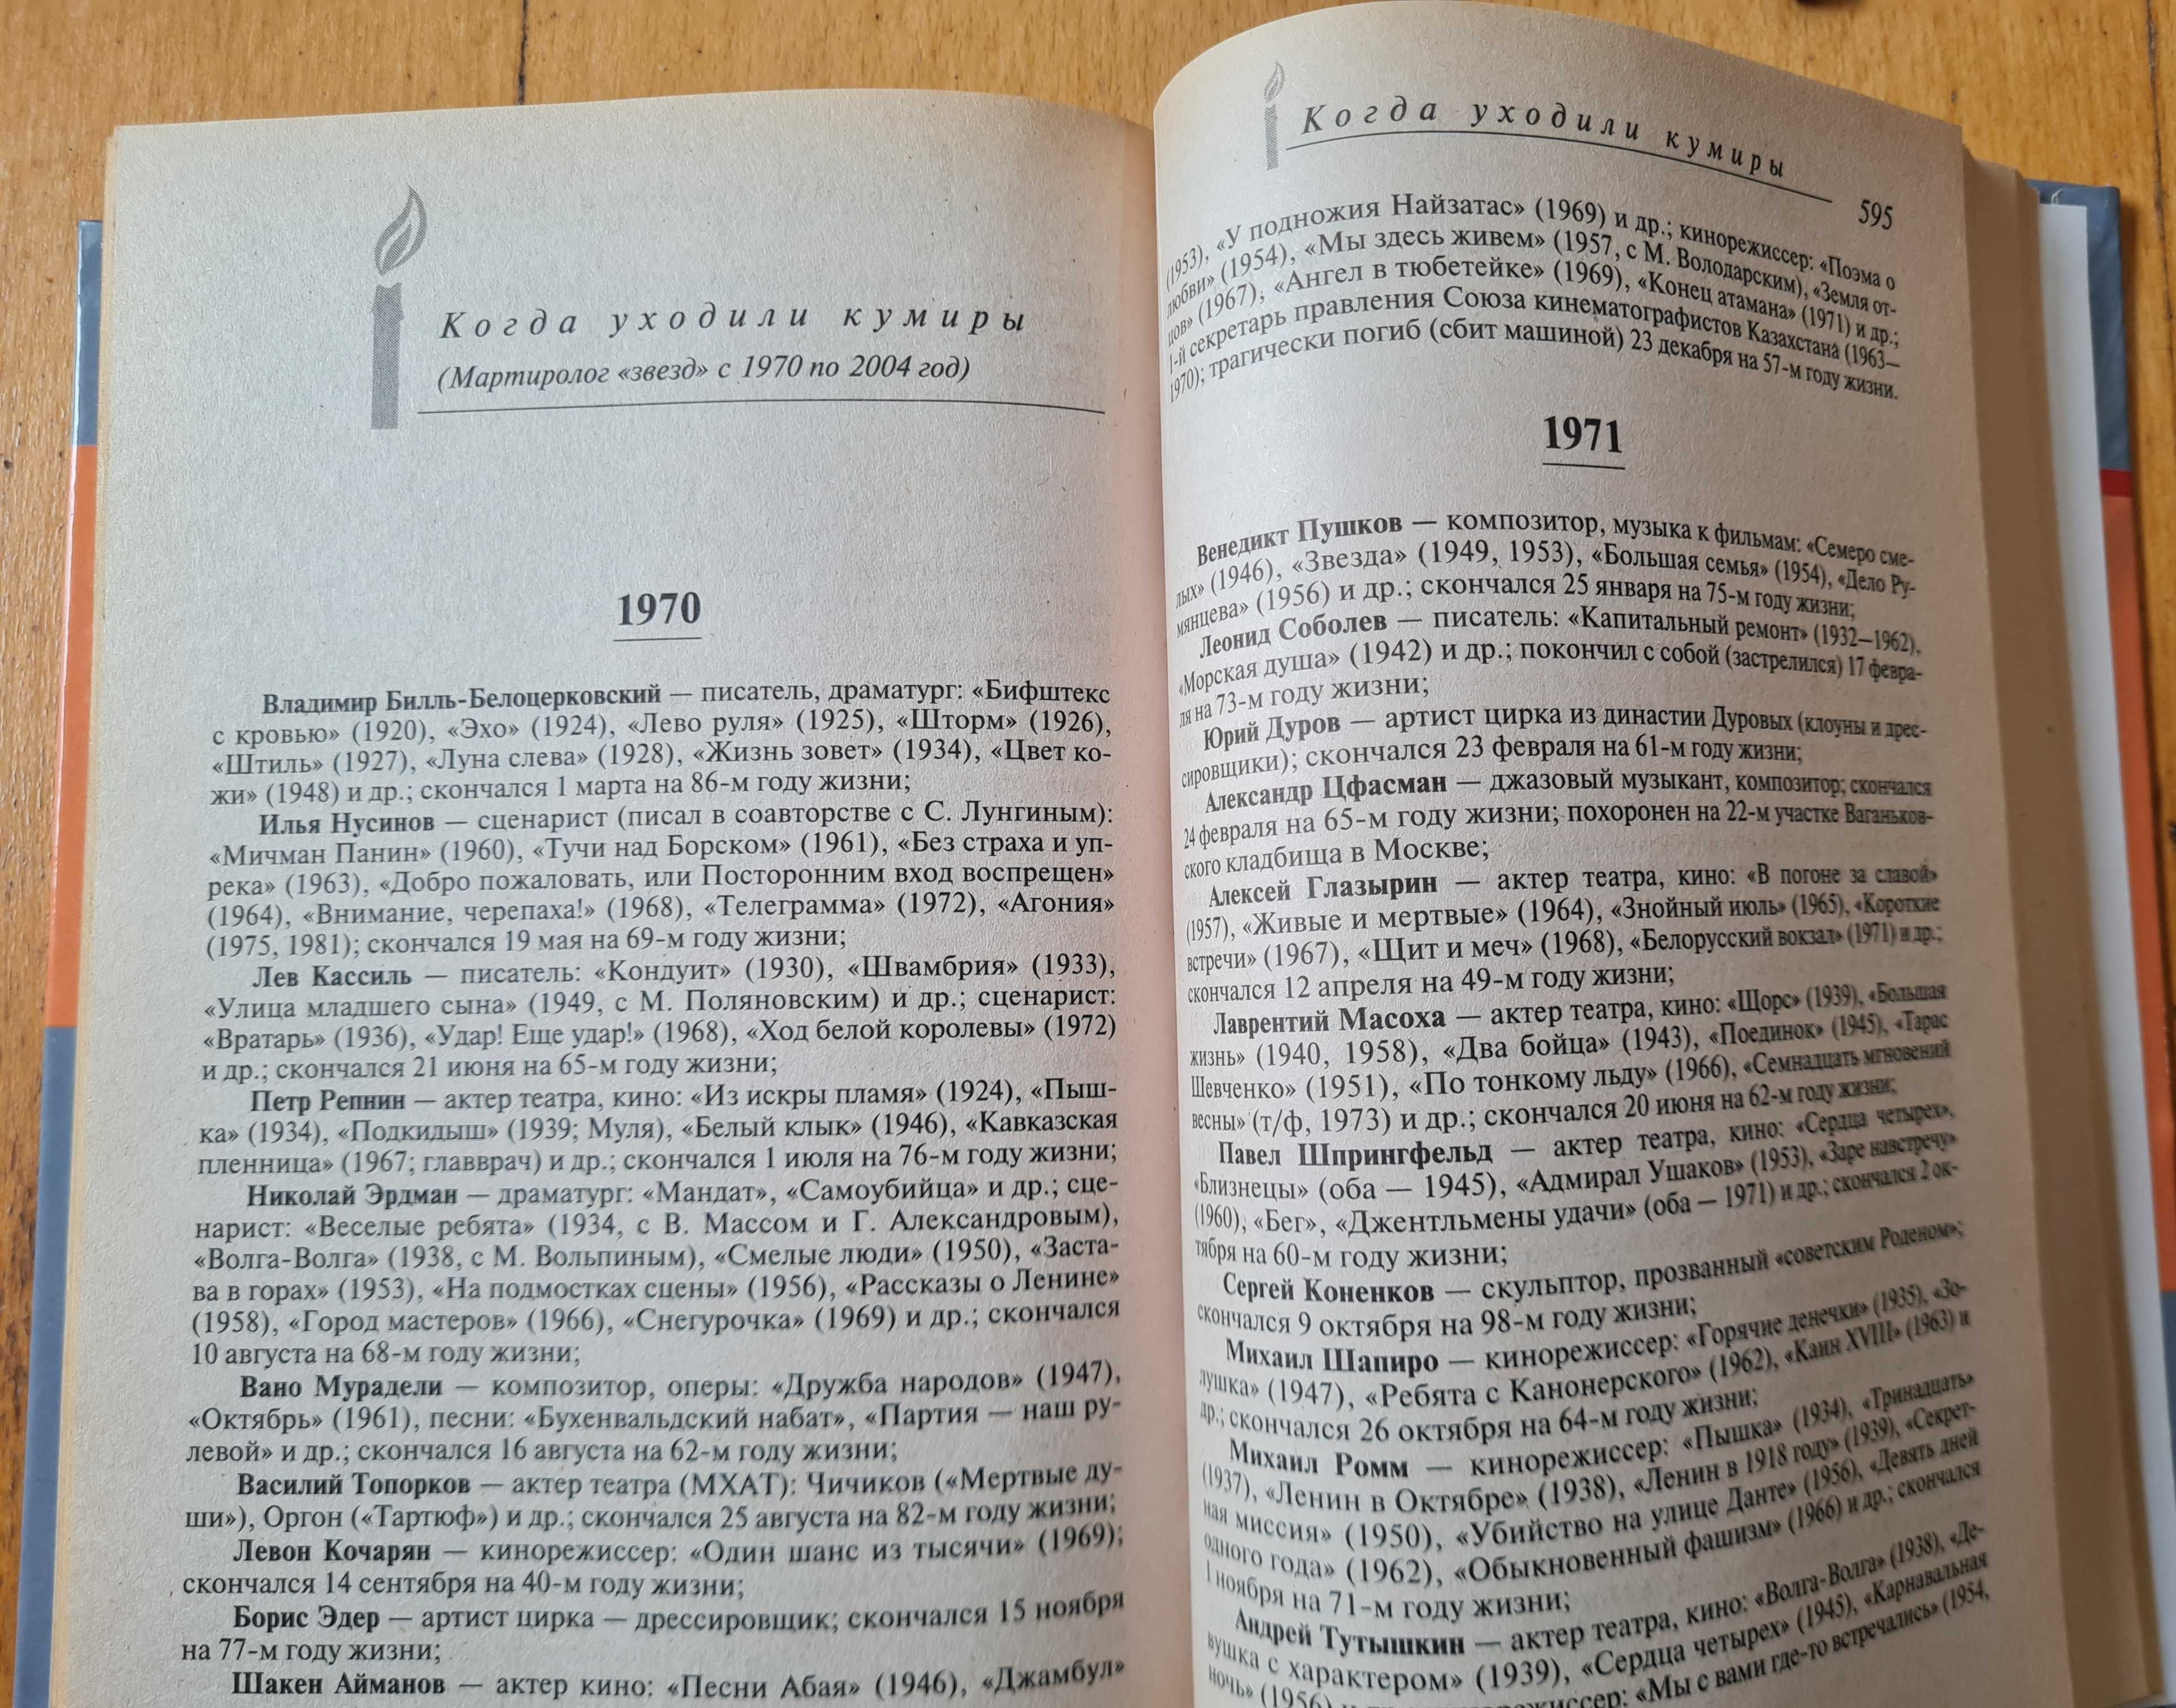 Когда уходили кумиры
(Мартиролог «звезд» с 1970 по 2004 год)
1970
Владимир Билль-Белоцерковский — писатель, драматург: «Бифштекс
с кровью» (1920), «Эхо» (1924), «Лево руля» (1925), «Шторм» (1926),
«Штиль» (1927), «Луна слева» (1928), «Жизнь зовет» (1934), «Цвет ко-
жи» (1948) и др.; скончался 1 марта на 86-м году жизни;
Илья Нусинов — сценарист (писал в соавторстве с С. Лунгиным):
«Мичман Панин» (1960), «Тучи над Борском» (1961), «Без страха и уп-
река» (1963), «Добро пожаловать, или Посторонним вход воспрещен»
(1964), «Внимание, черепаха!» (1968), «Телеграмма» (1972), «Агония»
(1975, 1981); скончался 19 мая на 69-м году жизни;
Лев Кассиль — писатель: «Кондуит» (1930), «Швамбрия» (1933),
«Улица младшего сына» (1949, с М. Поляновским) и др.; сценарист:
«Вратарь» (1936), «Удар! Еще удар!» (1968), «Ход белой королевы» (1972)
и др.; скончался 21 июня на 65-м году жизни;
Петр Репнин — актер театра, кино: «Из искры пламя» (1924), «Пыш-
ка» (1934), «Подкидыш» (1939; Муля), «Белый клык» (1946), «Кавказская
пленница» (1967; главврач) и др.; скончался 1 июля на 76-м году жизни;
Николай Эрдман — драматург: «Мандат», «Самоубийца» и др.; сце-
нарист: «Веселые ребята» (1934, с В. Массом и Г. Александровым),
«Волга-Волга» (1938, с М. Вольпиным), «Смелые люди» (1950), «Заста-
ва в горах» (1953), «На подмостках сцены» (1956), «Рассказы о Ленине»
(1958), «Город мастеров» (1966), «Снегурочка» (1969) и др.; скончался
10 августа на 68-м году жизни;
Вано Мурадели — композитор, оперы: «Дружба народов» (1947),
«Октябрь» (1961), песни: «Бухенвальдский набат», «Партия — наш ру-
левой» и др.; скончался 16 августа на 62-м году жизни;
Василий Топорков — актер театра (МХАТ): Чичиков («Мертвые ду-
ши»), Оргон («Тартюф») и др.; скончался 25 августа на 82-м году жизни;
Левон Кочарян — кинорежиссер: «Один шанс из тысячи» (1969);
скончался 14 сентября на 40-м году жизни;
Борис Эдер — артист цирка — дрессировщик; скончался 15 ноября
на 77-м году жизни;
Шакен Айманов — актер кино: «Песни Абая» (1946), «Джамбул»
Когда уходили кумиры
595
(1953), «У подножия Найзатас» (1969) и др.; кинорежиссер: «Поэма о
любви» (1954), «Мы здесь живем» (1957, с М. Володарским), «Земля от-
цов» (1967), «Ангел в тюбетейке» (1969), «Конец атамана» (1971) и др.;
1-й секретарь правления Союза кинематографистов Казахстана (1963—
1970); трагически погиб (сбит машиной) 23 декабря на 57-м году жизни.
1971
Венедикт Пушков — композитор, музыка к фильмам: «Семеро сме-
лых» (1946), «Звезда» (1949, 1953), «Большая семья» (1954), «Дело Ру-
мянцева» (1956) и др.; скончался 25 января на 75-м году жизни;
Леонид Соболев — писатель: «Капитальный ремонт» (1932—1962),
«Морская душа» (1942) и др.; покончил с собой (застрелился) 17 февра-
ля на 73-м году жизни;
Юрий Дуров — артист цирка из династии Дуровых (клоуны и дрес-
сировщики); скончался 23 февраля на 61-м году жизни;
Александр Цфасман — джазовый музыкант, композитор; скончался
24 февраля на 65-м году жизни; похоронен на 22-м участке Ваганьков-
ского кладбища в Москве;
Алексей Глазырин — актер театра, кино: «В погоне за славой»
(1957), «Живые и мертвые» (1964), «Знойный июль» (1965), «Короткие
встречи» (1967), «Щит и меч» (1968), «Белорусский вокзал» (1971) и др.;
скончался 12 апреля на 49-м году жизни;
Лаврентий Масоха — актер театра, кино: «Щорс» (1939), «Большая
жизнь» (1940, 1958), «Два бойца» (1943), «Поединок» (1945), «Тарас
Шевченко» (1951), «По тонкому льду» (1966), «Семнадцать мгновений
весны» (т/ф, 1973) и др.; скончался 20 июня на 62-м году жизни;
Павел Шпрингфельд — актер театра, кино: «Сердца четырех»,
«Близнецы» (оба — 1945), «Адмирал Ушаков» (1953), «Заре навстречу»
(1960), «Бег», «Джентльмены удачи» (оба — 1971) и др.; скончался 2 ок-
тября на 60-м году жизни;
Сергей Коненков — скульптор, прозванный «советским Роденом»;
скончался 9 октября на 98-м году жизни;
Михаил Шапиро — кинорежиссер: «Горячие денечки» (1935), «Зо-
лушка» (1947), «Ребята с Канонерского» (1962), «Каин XVIII» (1963) и
др.; скончался 26 октября на 64-м году жизни;
Михаил Ромм — кинорежиссер: «Пышка» (1934), «Тринадцать»
(1937), «Ленин в Октябре» (1938), «Ленин в 1918 году» (1939), «Секрет-
ная миссия» (1950), «Убийство на улице Данте» (1956), «Девять дней
одного года» (1962), «Обыкновенный фашизм» (1966) и др.; скончался
1 ноября на 71-м году жизни;
Андрей Тутышкин — актер театра, кино: «Волга-Волга» (1938), «Де-
вушка с характером» (1939), «Сердца четырех» (1945), «Карнавальная
ночь» (1956) «Мы с вами где-то встречались» (1954,